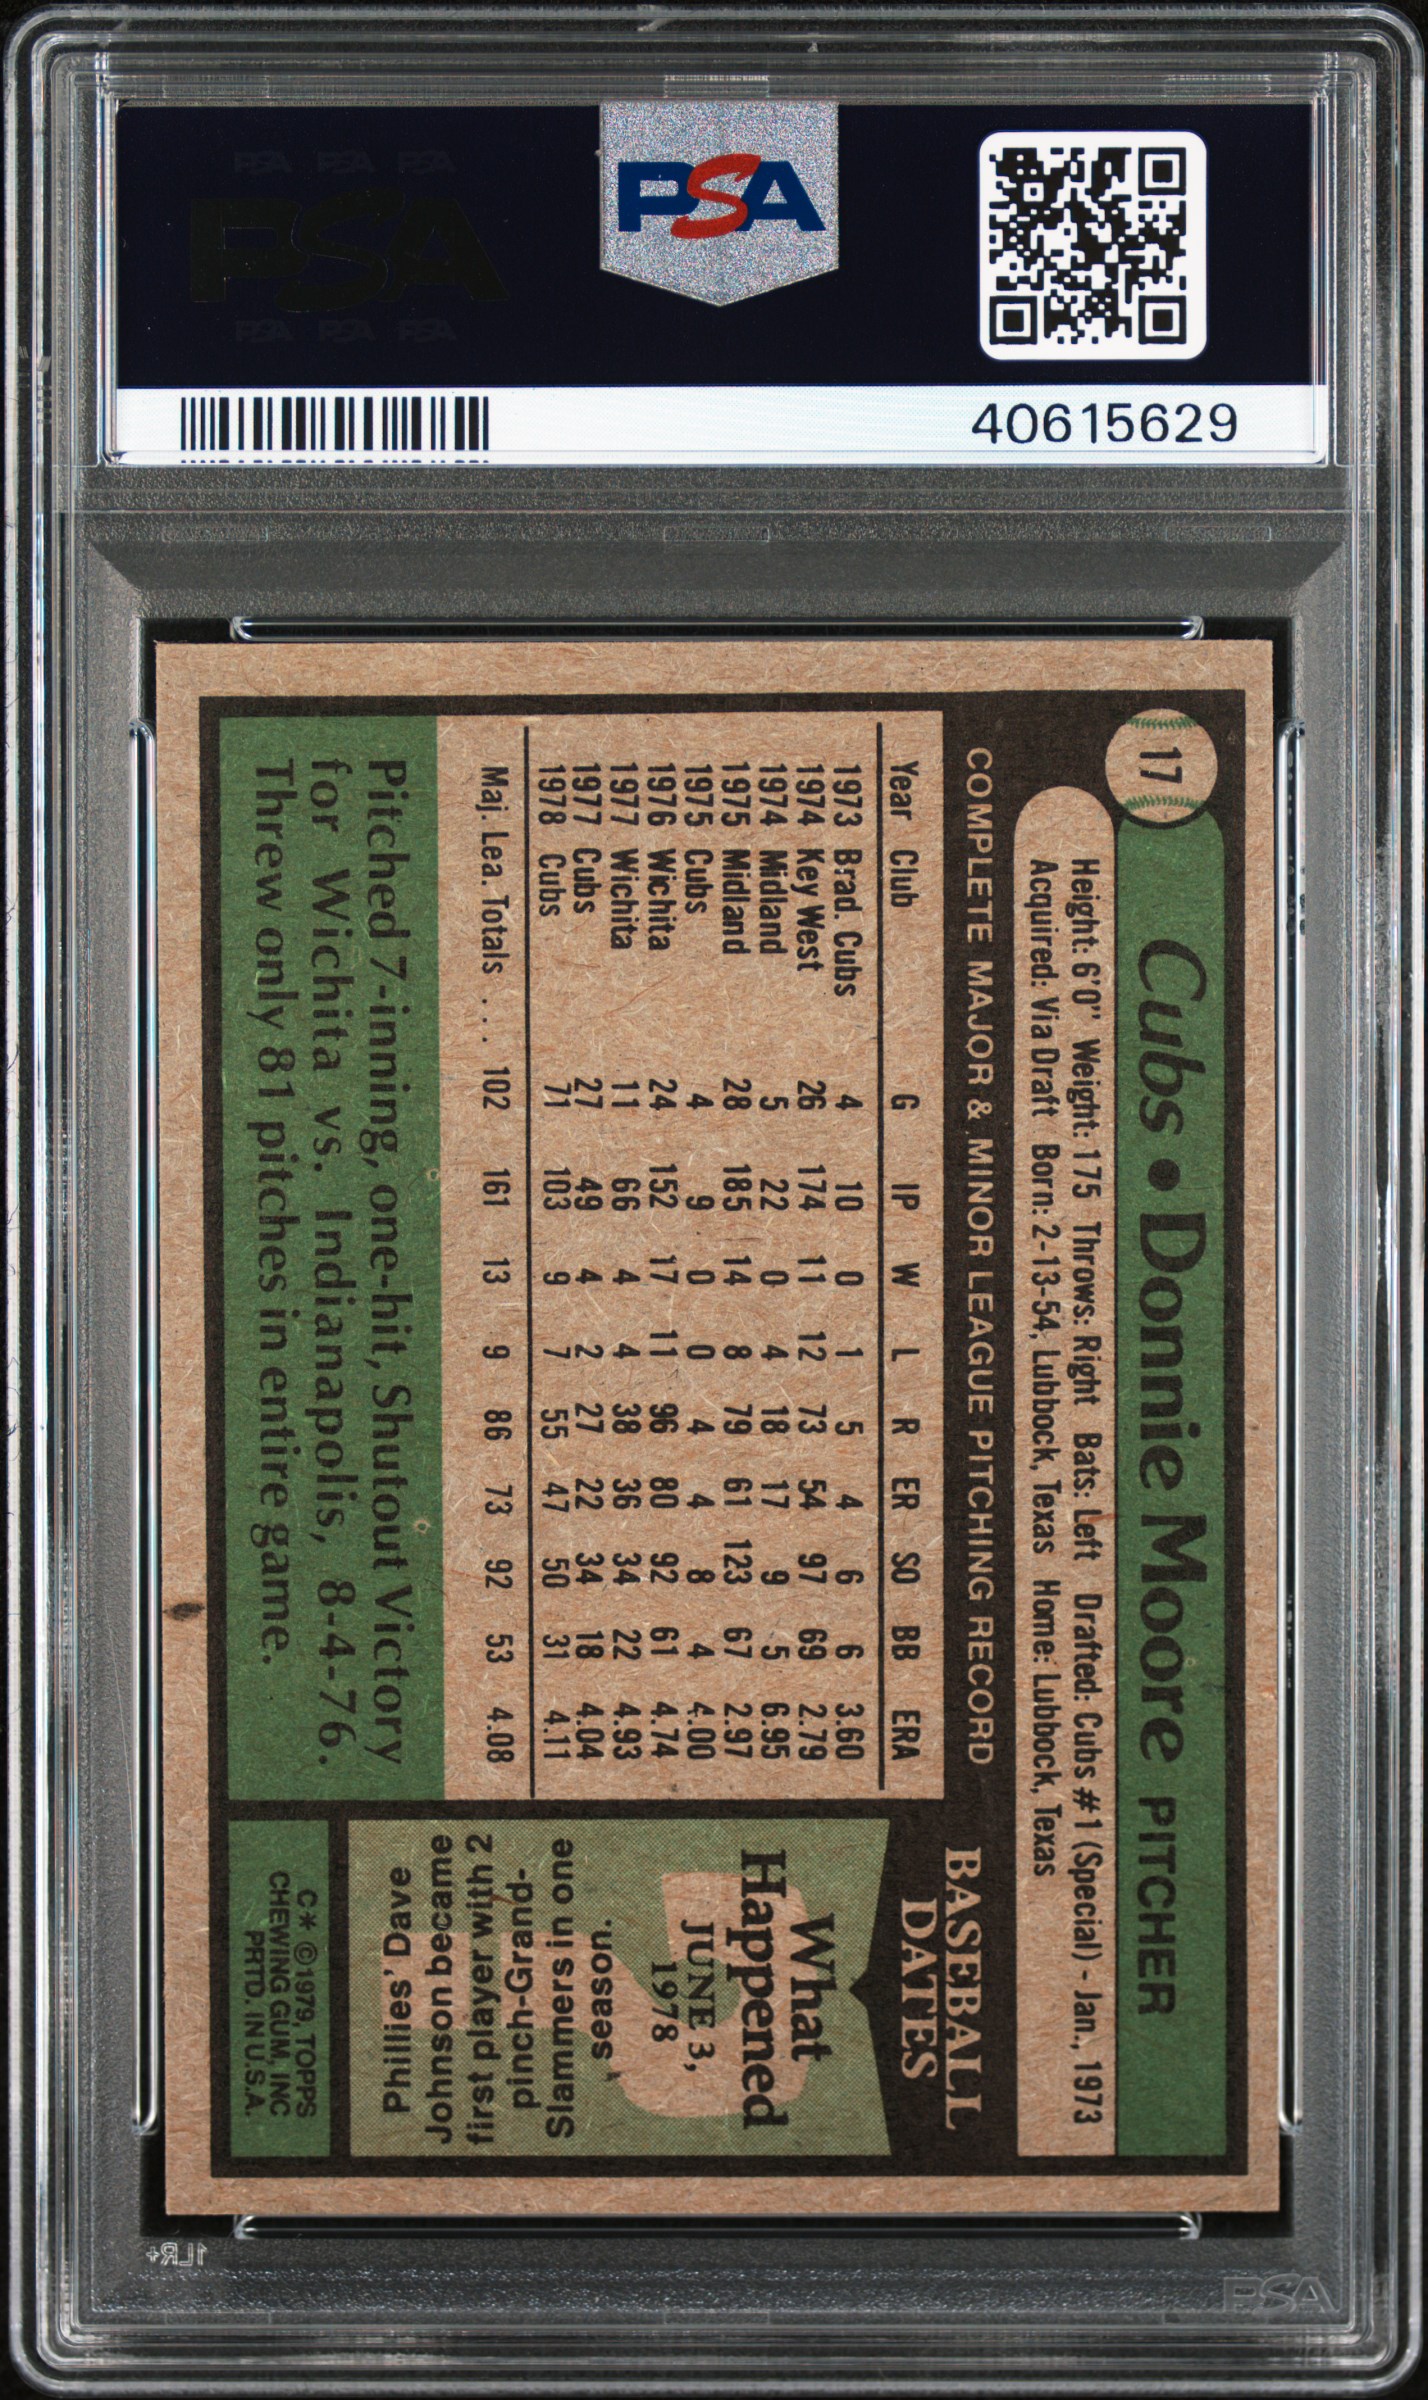 PSA PSA PSA
PSA
PSA PSA PSA
PSA
40615629
17
Cubs • Donnie Moore PITCHER
Height: 6'0" Weight: 175 Throws: Right Bats: Left Drafted: Cubs #1 (Special) - Jan., 1973
Acquired: Via Draft Born: 2-13-54, Lubbock, Texas Home: Lubbock, Texas
COMPLETE MAJOR & MINOR LEAGUE PITCHING RECORD
Year Club G IP W L R ER SO BB ERA
1973 Brad. Cubs 4 10 0 1 5 4 6 6 3.60
1974 Key West 26 174 11 12 73 54 97 69 2.79
1974 Midland 5 22 0 4 18 17 9 5 6.95
1975 Midland 28 185 14 8 79 61 123 67 2.97
1975 Cubs 4 9 0 0 4 4 8 4 4.00
1976 Wichita 24 152 17 11 96 80 92 61 4.74
1977 Wichita 11 66 4 4 38 36 34 22 4.93
1977 Cubs 27 49 4 2 27 22 34 18 4.04
1978 Cubs 71 103 9 7 55 47 50 31 4.11
Maj. Lea. Totals . . . 102 161 13 9 86 73 92 53 4.08
Pitched 7-inning, one-hit, Shutout Victory
for Wichita vs. Indianapolis, 8-4-76.
Threw only 81 pitches in entire game.
BASEBALL
DATES
What
Happened
JUNE 3,
1978
Phillies' Dave
Johnson became
first player with 2
pinch-Grand-
Slammers in one
season.
C* ©1979, TOPPS
CHEWING GUM, INC
PRTD. IN U.S.A.
1LR+
PSA